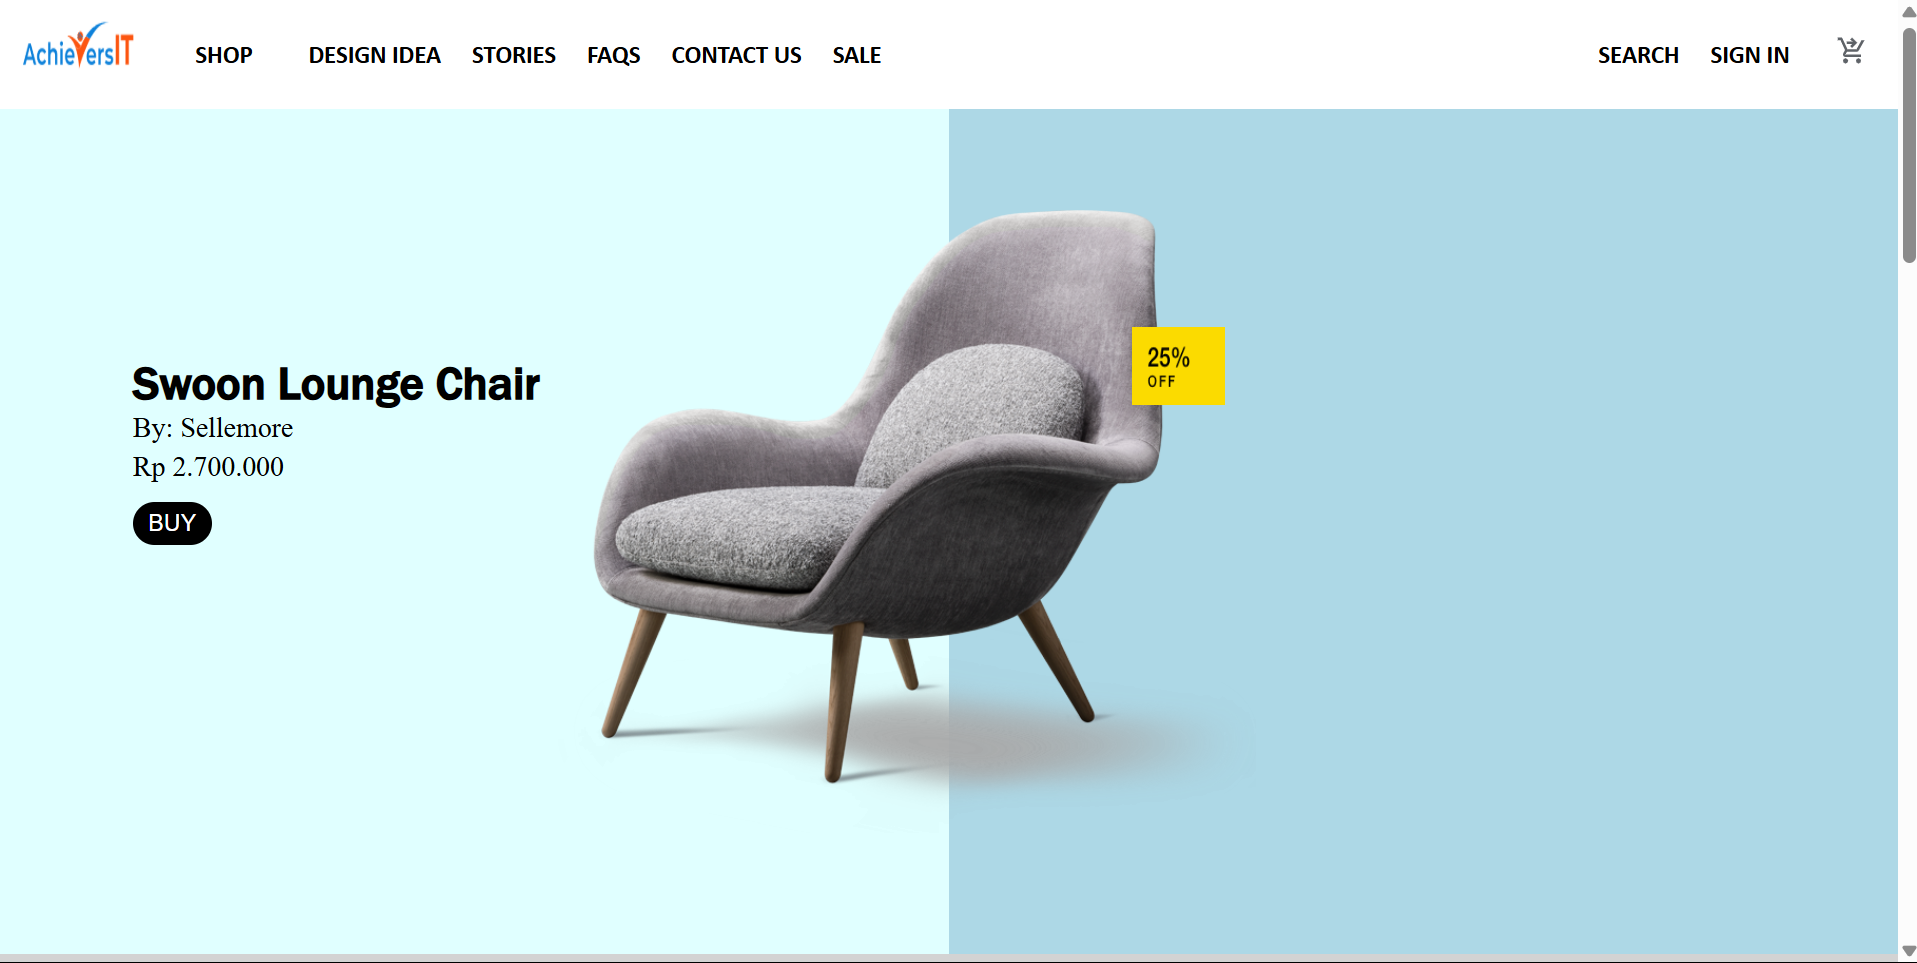 AchieversIT
SHOP DESIGN IDEA STORIES FAQS CONTACT US SALE SEARCH SIGN IN
25%
OFF
Swoon Lounge Chair
By: Sellemore
Rp 2.700.000
BUY